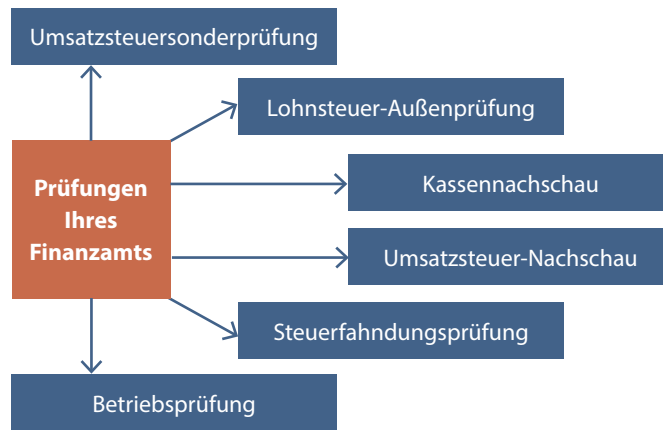 Umsatzsteuersonderprüfung
Lohnsteuer-Außenprüfung
Prüfungen
Ihres
Finanzamts
Kassennachschau
Umsatzsteuer-Nachschau
Steuerfahndungsprüfung
Betriebsprüfung